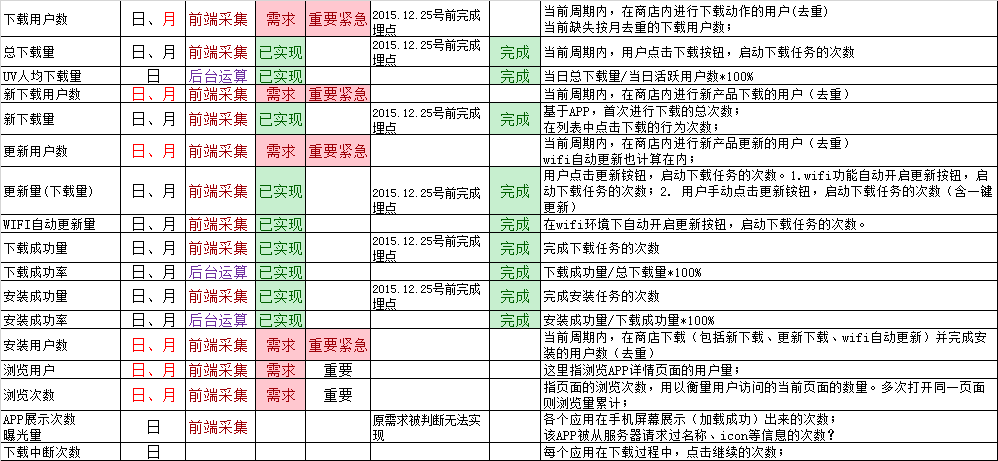 下载用户数 日、月 前端采集 需求 重要紧急 2015.12.25号前完成埋点 当前周期内，在商店内进行下载动作的用户数(去重)
当前缺失按月去重的下载用户数；
总下载量 日、月 前端采集 已实现 2015.12.25号前完成埋点 完成 当前周期内，用户点击下载按钮，启动下载任务的次数
UV人均下载量 日 后台运算 已实现 完成 当日总下载量/当日活跃用户数*100%
新下载用户数 日、月 前端采集 需求 重要紧急 当前周期内，在商店内进行新产品下载的用户（去重）
新下载量 日、月 前端采集 已实现 2015.12.25号前完成埋点 完成 基于APP，首次进行下载的总次数；
在列表中点击下载的行为次数；
更新用户数 日、月 前端采集 需求 重要紧急 当前周期内，在商店内进行新产品更新的用户（去重）
wifi自动更新也计算在内；
更新量(下载量) 日、月 前端采集 已实现 2015.12.25号前完成埋点 完成 用户点击更新铵钮，启动下载任务的次数。1.wifi功能自动开启更新按钮，启
动下载任务的次数；2. 用户手动点击更新铵钮，启动下载任务的次数（含一键
更新）
WIFI自动更新量 日、月 前端采集 已实现 完成 在wifi环境下自动开启更新按钮，启动下载任务的次数。
下载成功量 日、月 前端采集 已实现 2015.12.25号前完成埋点 完成 完成下载任务的次数
下载成功率 日、月 后台运算 已实现 完成 下载成功量/总下载量*100%
安装成功量 日、月 前端采集 已实现 2015.12.25号前完成埋点 完成 完成安装任务的次数
安装成功率 日、月 后台运算 已实现 完成 安装成功量/下载成功量*100%
安装用户数 日、月 前端采集 需求 重要紧急 当前周期内，在商店下载（包括新下载、更新下载、wifi自动更新）并完成安
装的用户数（去重）
浏览用户 日、月 前端采集 需求 重要 这里指浏览APP详情页面的用户量；
浏览次数 日、月 前端采集 需求 重要 指页面的浏览次数，用以衡量用户访问的当前页面的数量。多次打开同一页面
则浏览量累计；
APP展示次数
曝光量 日 前端采集 原需求被判断无法实现 各个应用在手机屏幕展示（加载成功）出来的次数；
该APP被从服务器请求过名称、icon等信息的次数？
下载中断次数 日 每个应用在下载过程中，点击继续的次数；